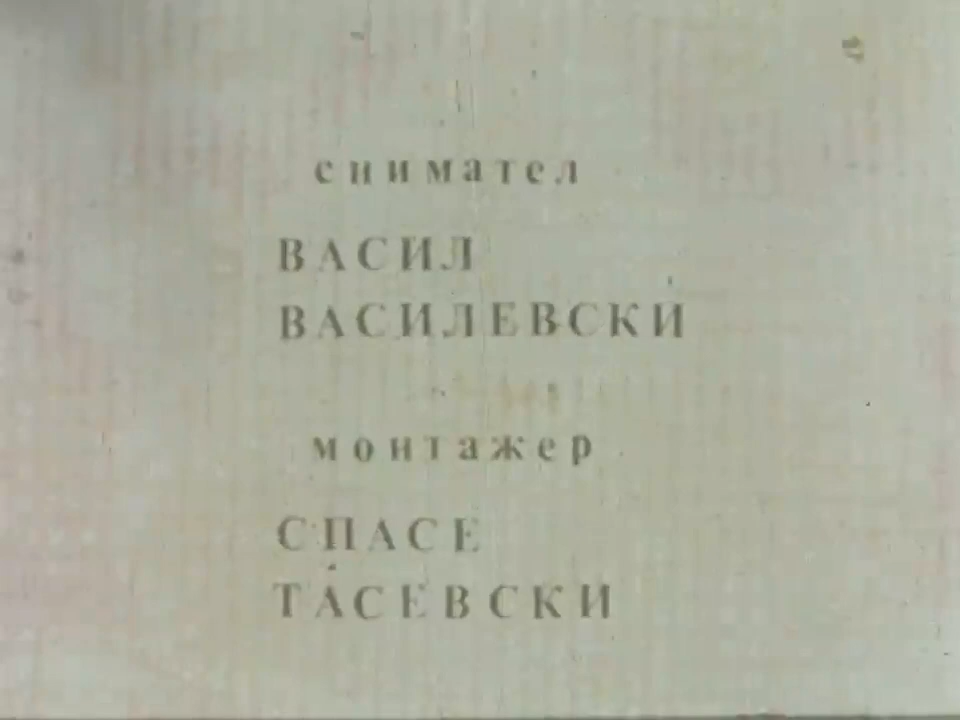 снимател
ВАСИЛ
ВАСИЛЕВСКИ
монтажер
СПАСЕ
ТАСЕВСКИ